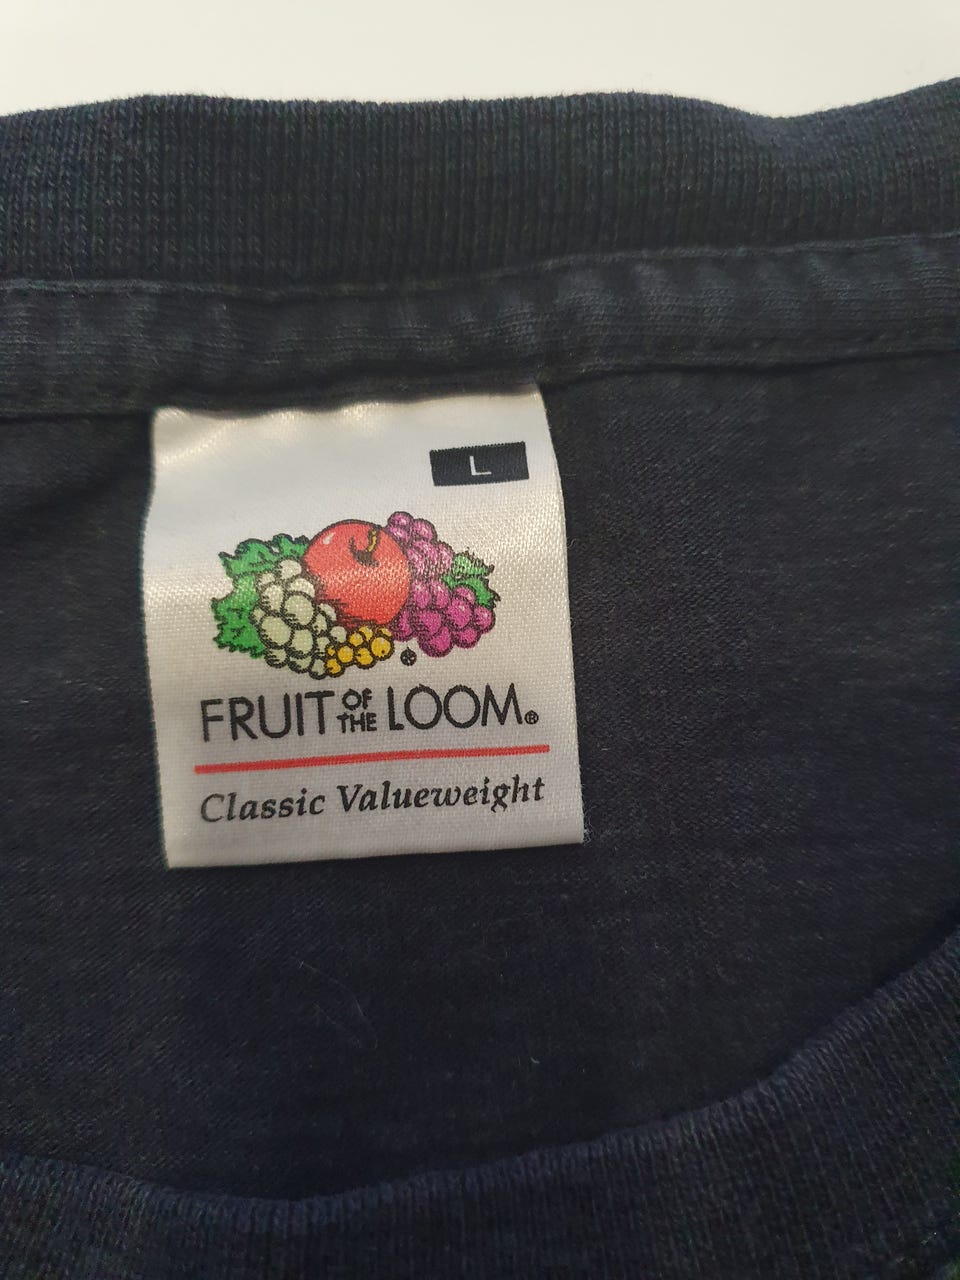 L
FRUIT OF THE LOOM®
Classic Valueweight